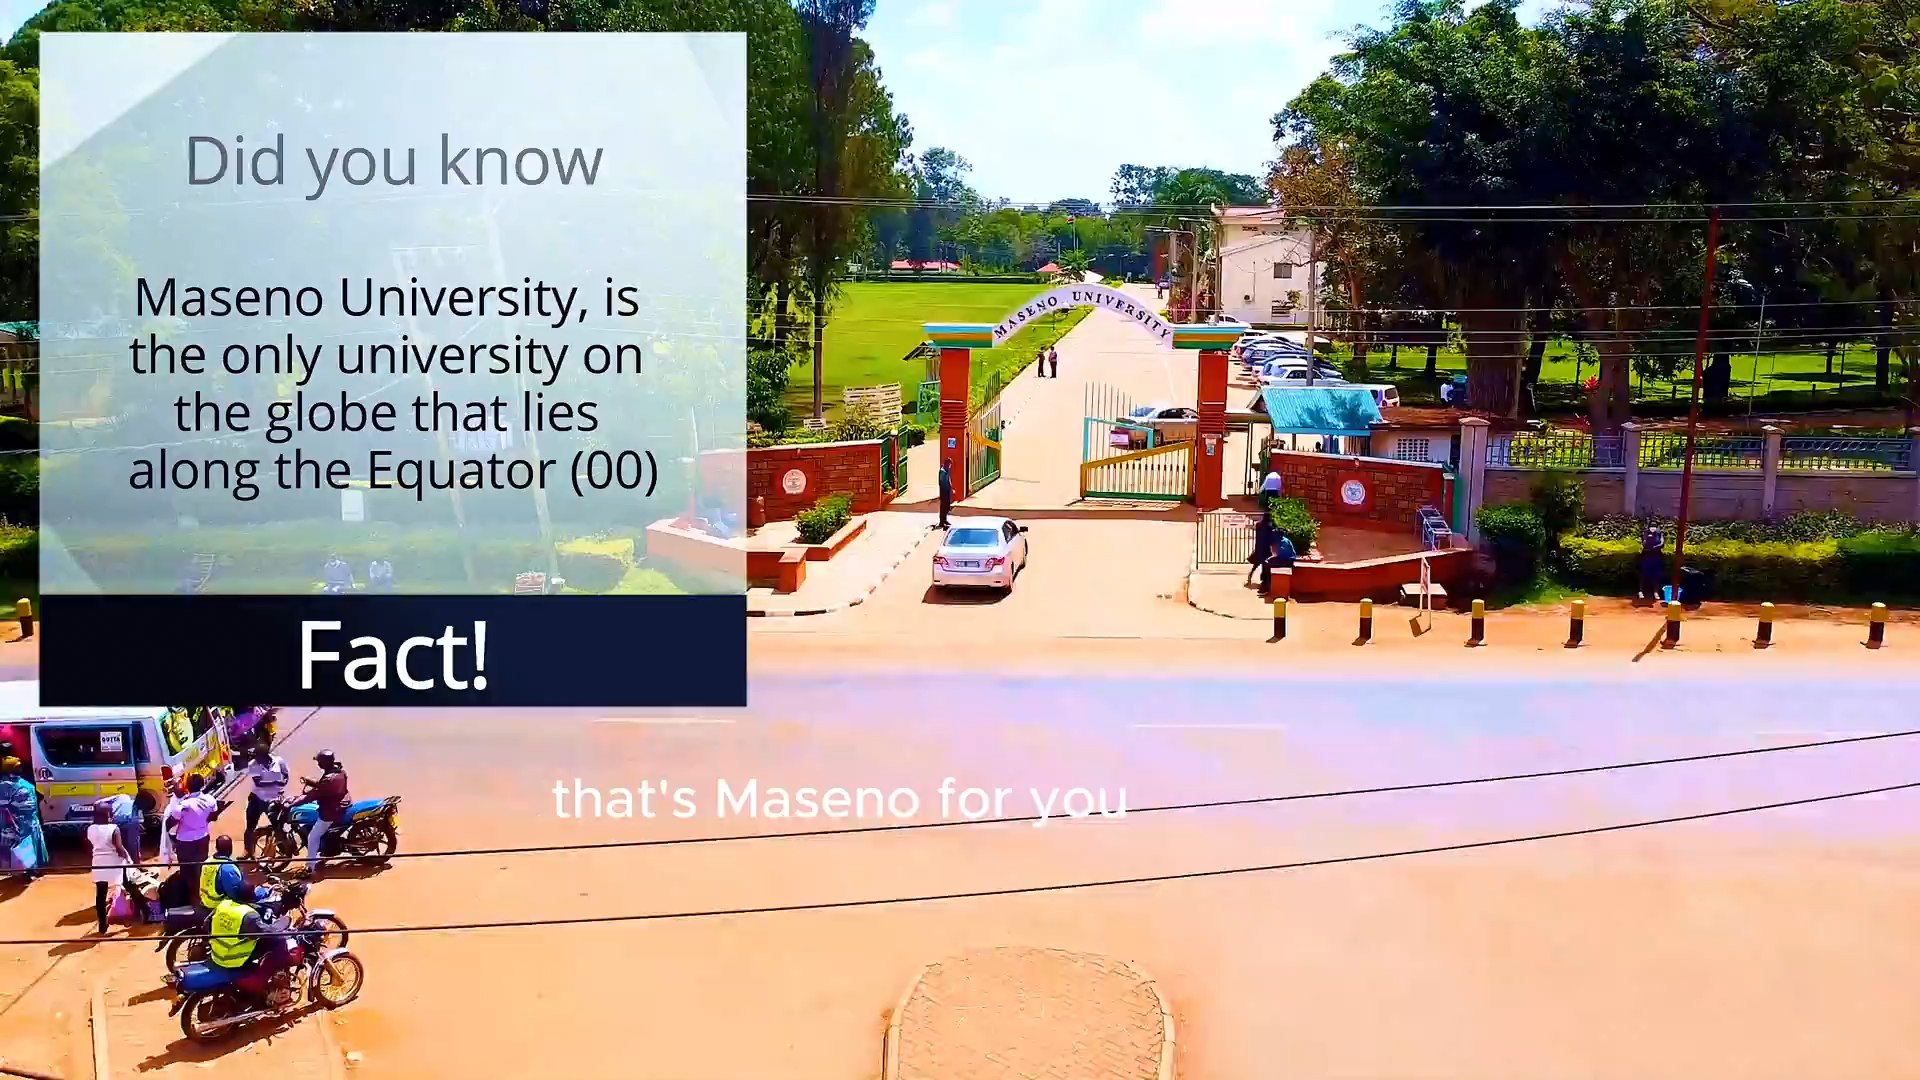 Did you know
Maseno University, is
the only university on
the globe that lies
along the Equator (00)
Fact!
MASENO UNIVERSITY
that's Maseno for you